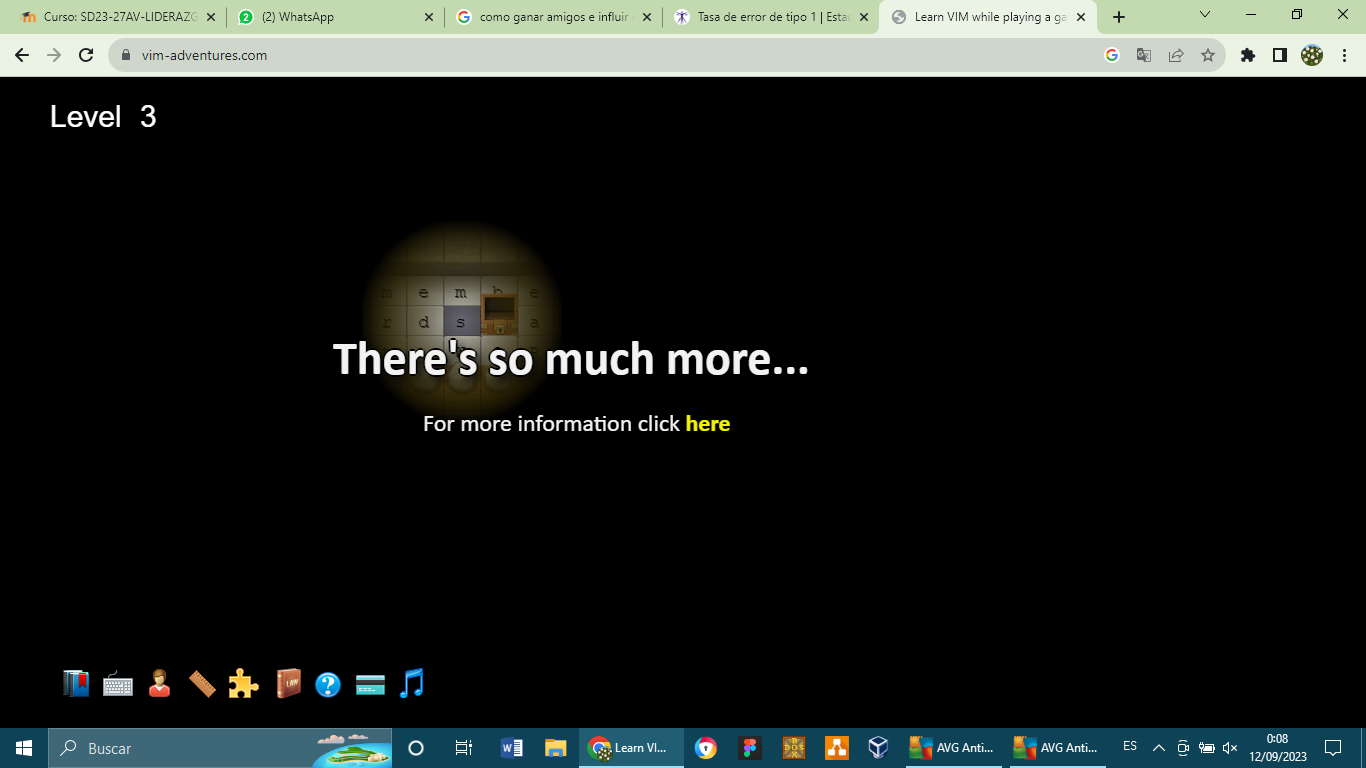 Curso: SD23-27AV-LIDERAZG
2
(2) WhatsApp
como ganar amigos e influir
Tasa de error de tipo 1 | Esta
Learn VIM while playing a ga
vim-adventures.com
Level 3
m e m b e
r d s a
There's so much more...
For more information click here
LAW
Buscar
Learn VI...
AVG Anti...
AVG Anti...
ES
0:08
12/09/2023